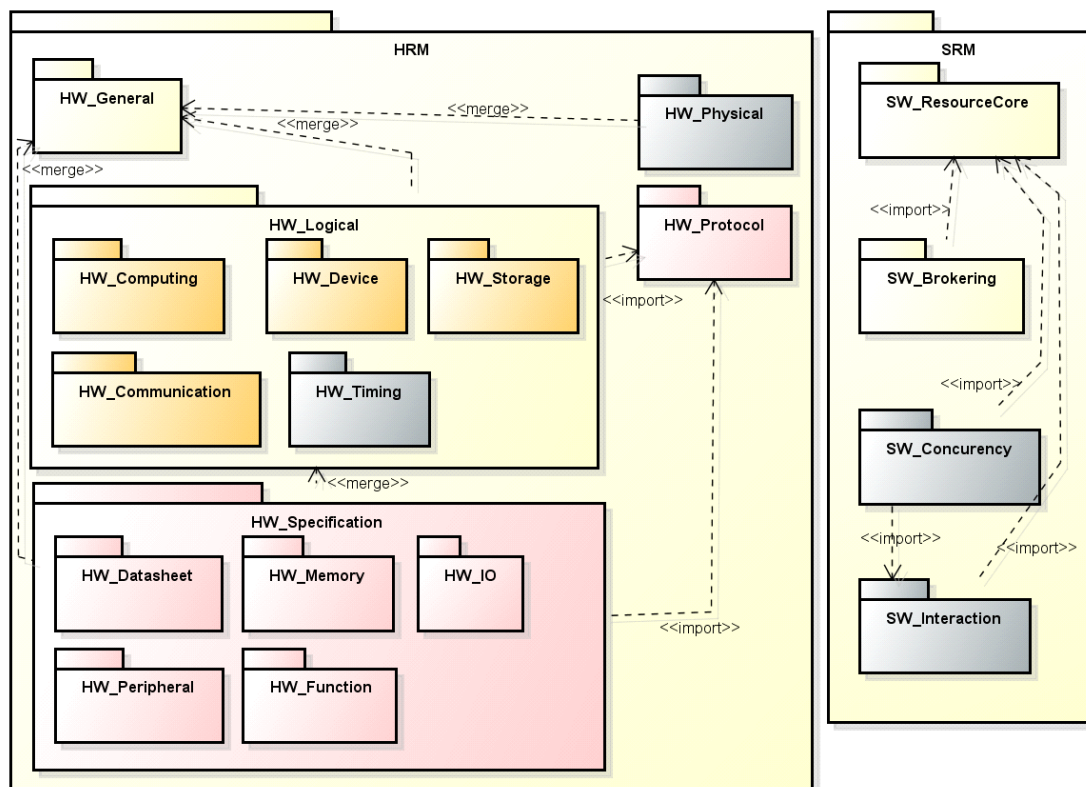 HRM
HW_General
<<merge>>
<<merge>>
HW_Physical
<<merge>>
HW_Logical
HW_Protocol
HW_Computing
HW_Device
HW_Storage
<<import>>
HW_Communication
HW_Timing
<<merge>>
HW_Specification
HW_Datasheet
HW_Memory
HW_IO
<<import>>
HW_Peripheral
HW_Function
SRM
SW_ResourceCore
<<import>>
SW_Brokering
<<import>>
SW_Concurency
<<import>>
<<import>>
SW_Interaction